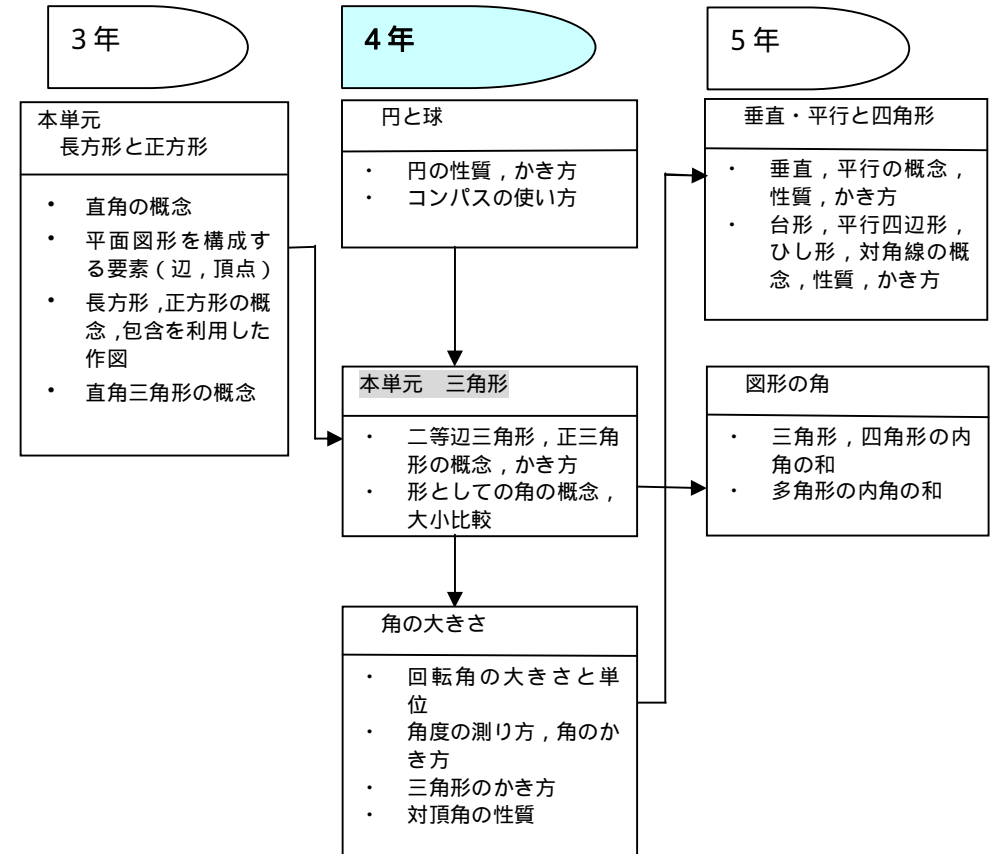 3年
4年
5年
本単元
長方形と正方形
・ 直角の概念
・ 平面図形を構成す
る要素(辺,頂点)
・ 長方形,正方形の概
念,包含を利用した
作図
・ 直角三角形の概念
円と球
・ 円の性質,かき方
・ コンパスの使い方
本単元 三角形
・ 二等辺三角形,正三角
形の概念,かき方
・ 形としての角の概念,
大小比較
角の大きさ
・ 回転角の大きさと単
位
・ 角度の測り方,角のか
き方
・ 三角形のかき方
・ 対頂角の性質
垂直・平行と四角形
・ 垂直,平行の概念,
性質,かき方
・ 台形,平行四辺形,
ひし形,対角線の概
念,性質,かき方
図形の角
・ 三角形,四角形の内
角の和
・ 多角形の内角の和